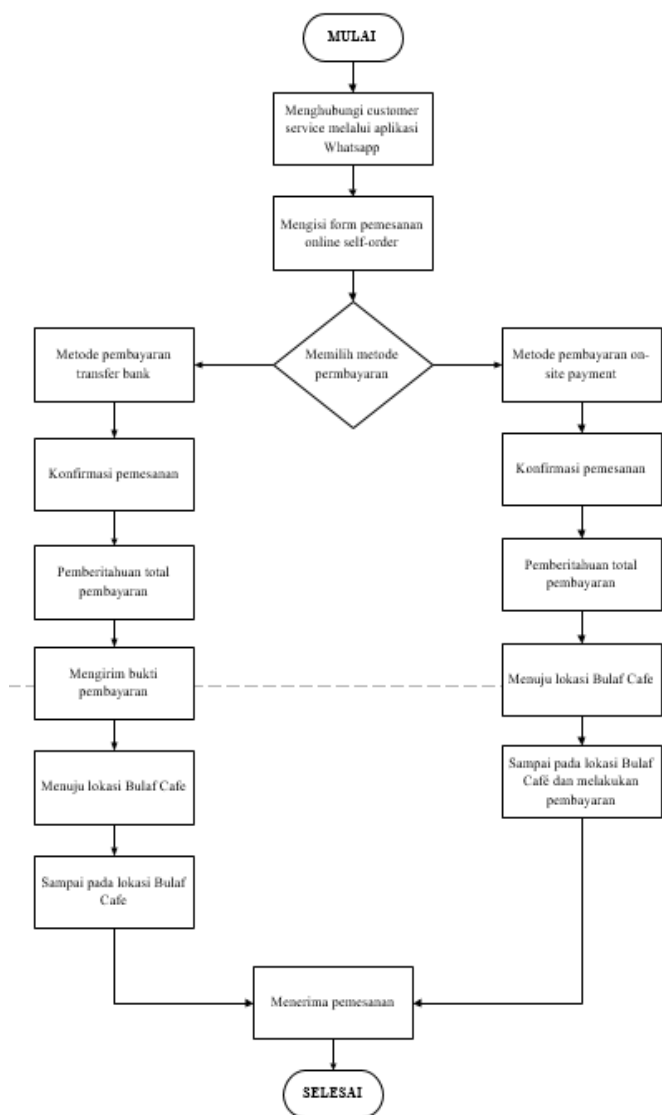 MULAI
Menghubungi customer
service melalui aplikasi
Whatsapp
Mengisi form pemesanan
online self-order
Memilih metode
permbayaran
Metode pembayaran
transfer bank
Konfirmasi pemesanan
Pemberitahuan total
pembayaran
Mengirim bukti
pembayaran
Menuju lokasi Bulaf Cafe
Sampai pada lokasi Bulaf
Cafe
Metode pembayaran on-
site payment
Konfirmasi pemesanan
Pemberitahuan total
pembayaran
Menuju lokasi Bulaf Cafe
Sampai pada lokasi Bulaf
Café dan melakukan
pembayaran
Menerima pemesanan
SELESAI